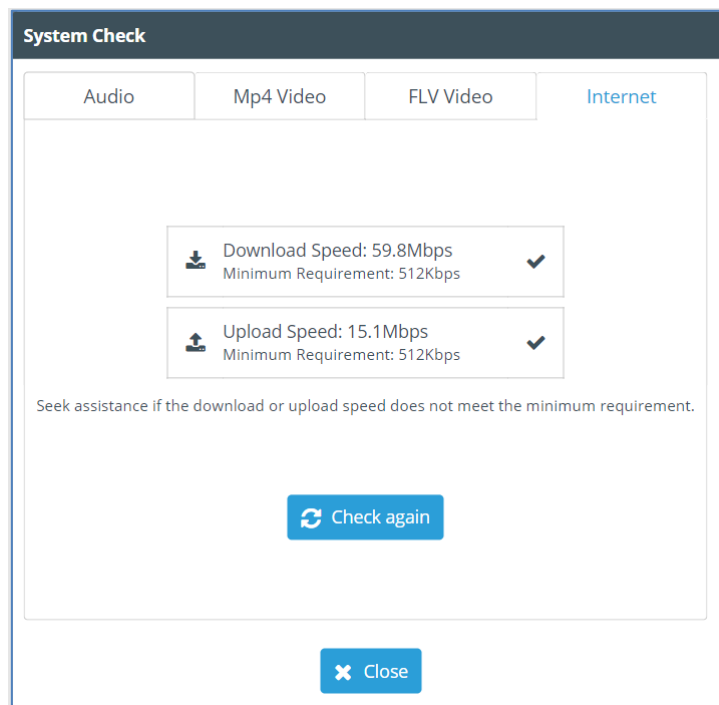 System Check
Audio
Mp4 Video
FLV Video
Internet
Download Speed: 59.8Mbps
Minimum Requirement: 512Kbps
Upload Speed: 15.1Mbps
Minimum Requirement: 512Kbps
Seek assistance if the download or upload speed does not meet the minimum requirement.
Check again
Close